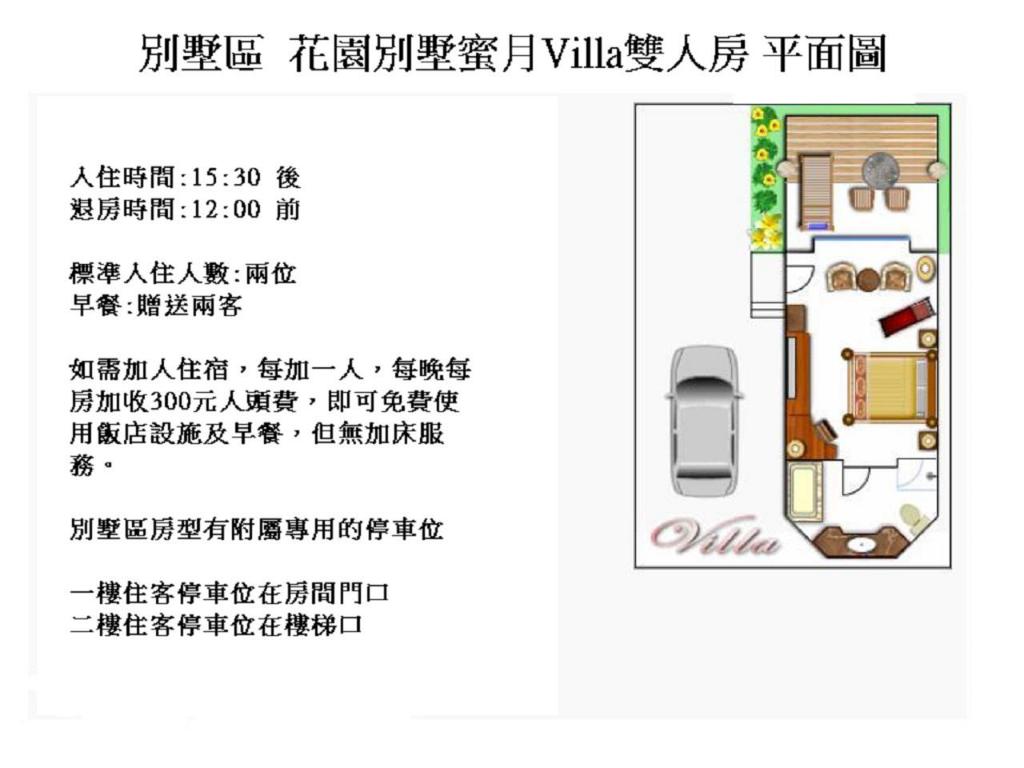 別墅區 花園別墅蜜月Villa雙人房 平面圖
入住時間:15:30 後
退房時間:12:00 前
標準入住人數:兩位
早餐:贈送兩客
如需加人住宿，每加一人，每晚每
房加收300元人頭費，即可免費使
用飯店設施及早餐，但無加床服
務。
別墅區房型有附屬專用的停車位
一樓住客停車位在房間門口
二樓住客停車位在樓梯口
Villa